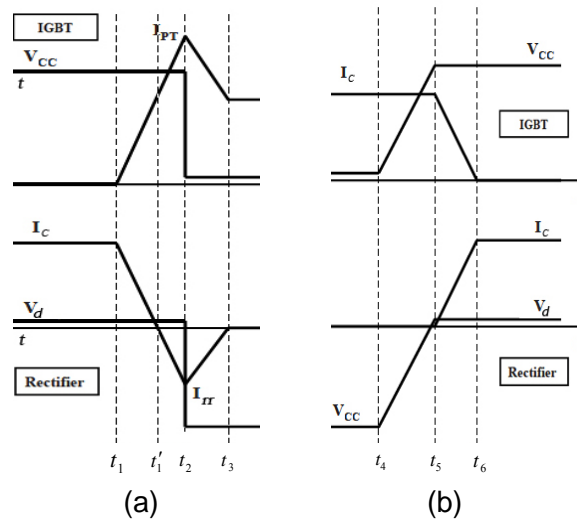 IGBT
I_PT
V_CC
t
I_c
V_d
t
Rectifier
I_rr
t_1
t′_1
t_2
t_3
(a)
V_CC
I_c
IGBT
I_c
V_d
Rectifier
V_CC
t_4
t_5
t_6
(b)